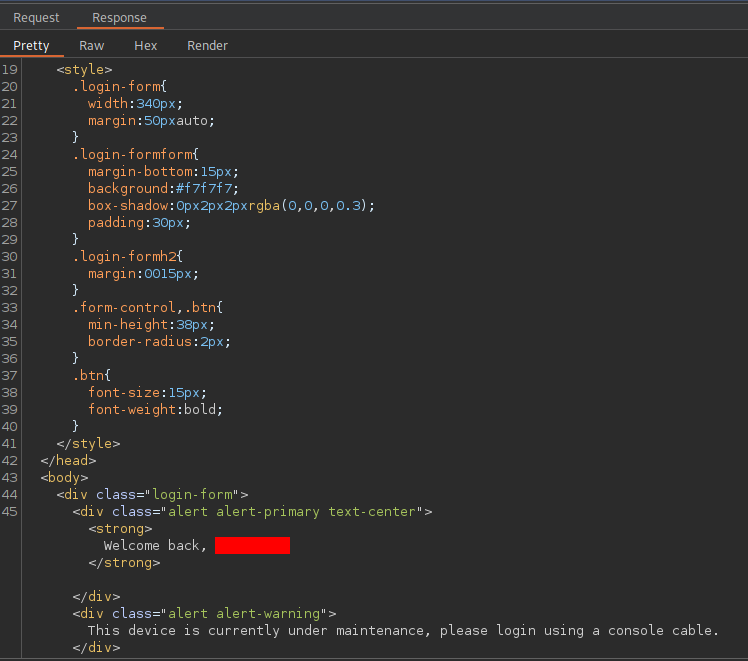 Request Response
Pretty Raw Hex Render
19 <style>
20 .login-form{
21 width:340px;
22 margin:50pxauto;
23 }
24 .login-formform{
25 margin-bottom:15px;
26 background:#f7f7f7;
27 box-shadow:0px2px2pxrgba(0,0,0,0.3);
28 padding:30px;
29 }
30 .login-formh2{
31 margin:0015px;
32 }
33 .form-control,.btn{
34 min-height:38px;
35 border-radius:2px;
36 }
37 .btn{
38 font-size:15px;
39 font-weight:bold;
40 }
41 </style>
42 </head>
43 <body>
44 <div class="login-form">
45 <div class="alert alert-primary text-center">
<strong>
Welcome back,
</strong>
</div>
<div class="alert alert-warning">
This device is currently under maintenance, please login using a console cable.
</div>